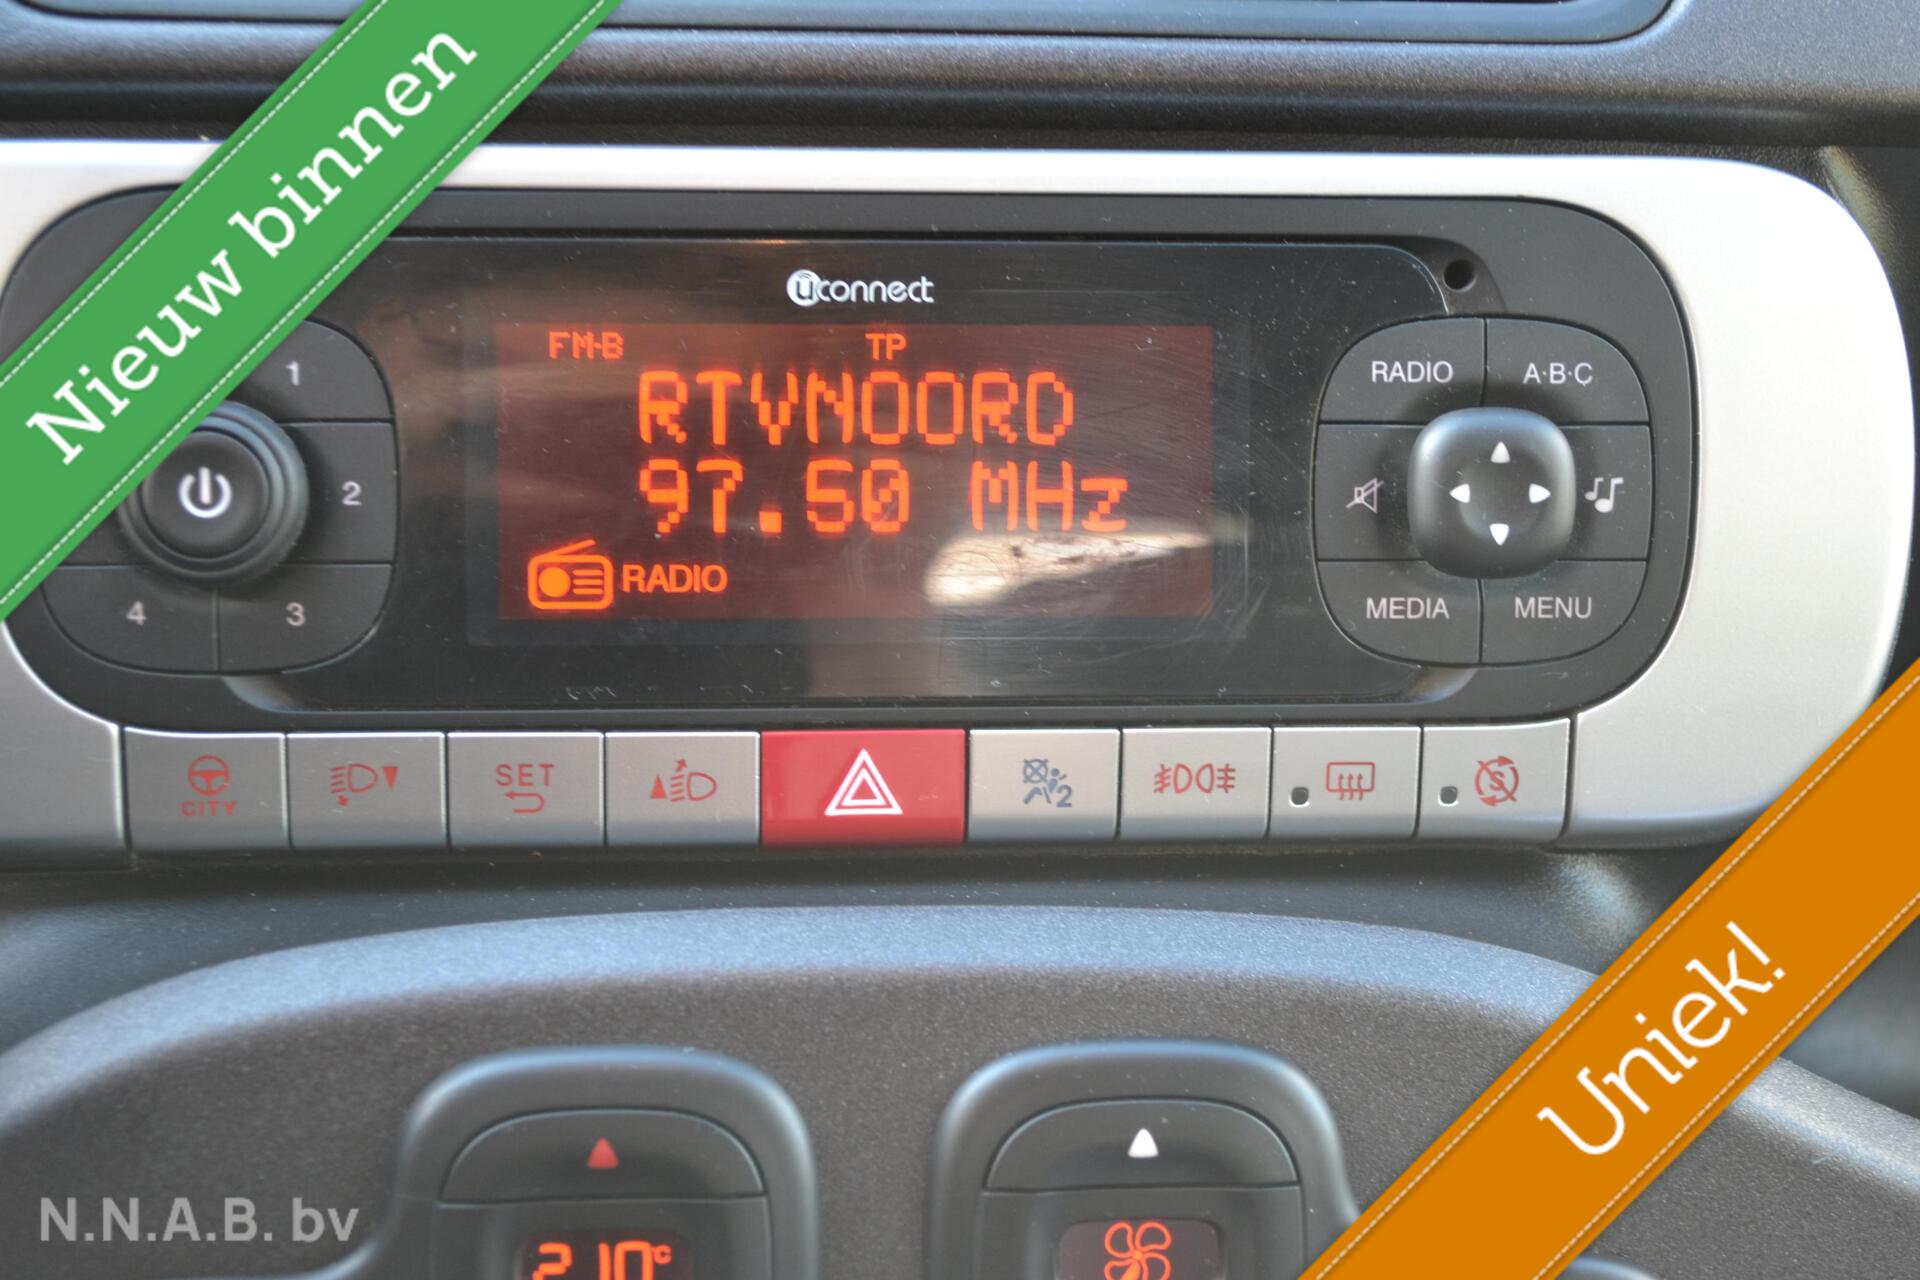 Nieuw binnen
uconnect
FM-B TP
RTVNOORD
97.50 MHz
RADIO
1
2
3
4
RADIO A·B·C
MEDIA MENU
CITY
SET
2
21.0°C
N.N.A.B. bv
Uniek!